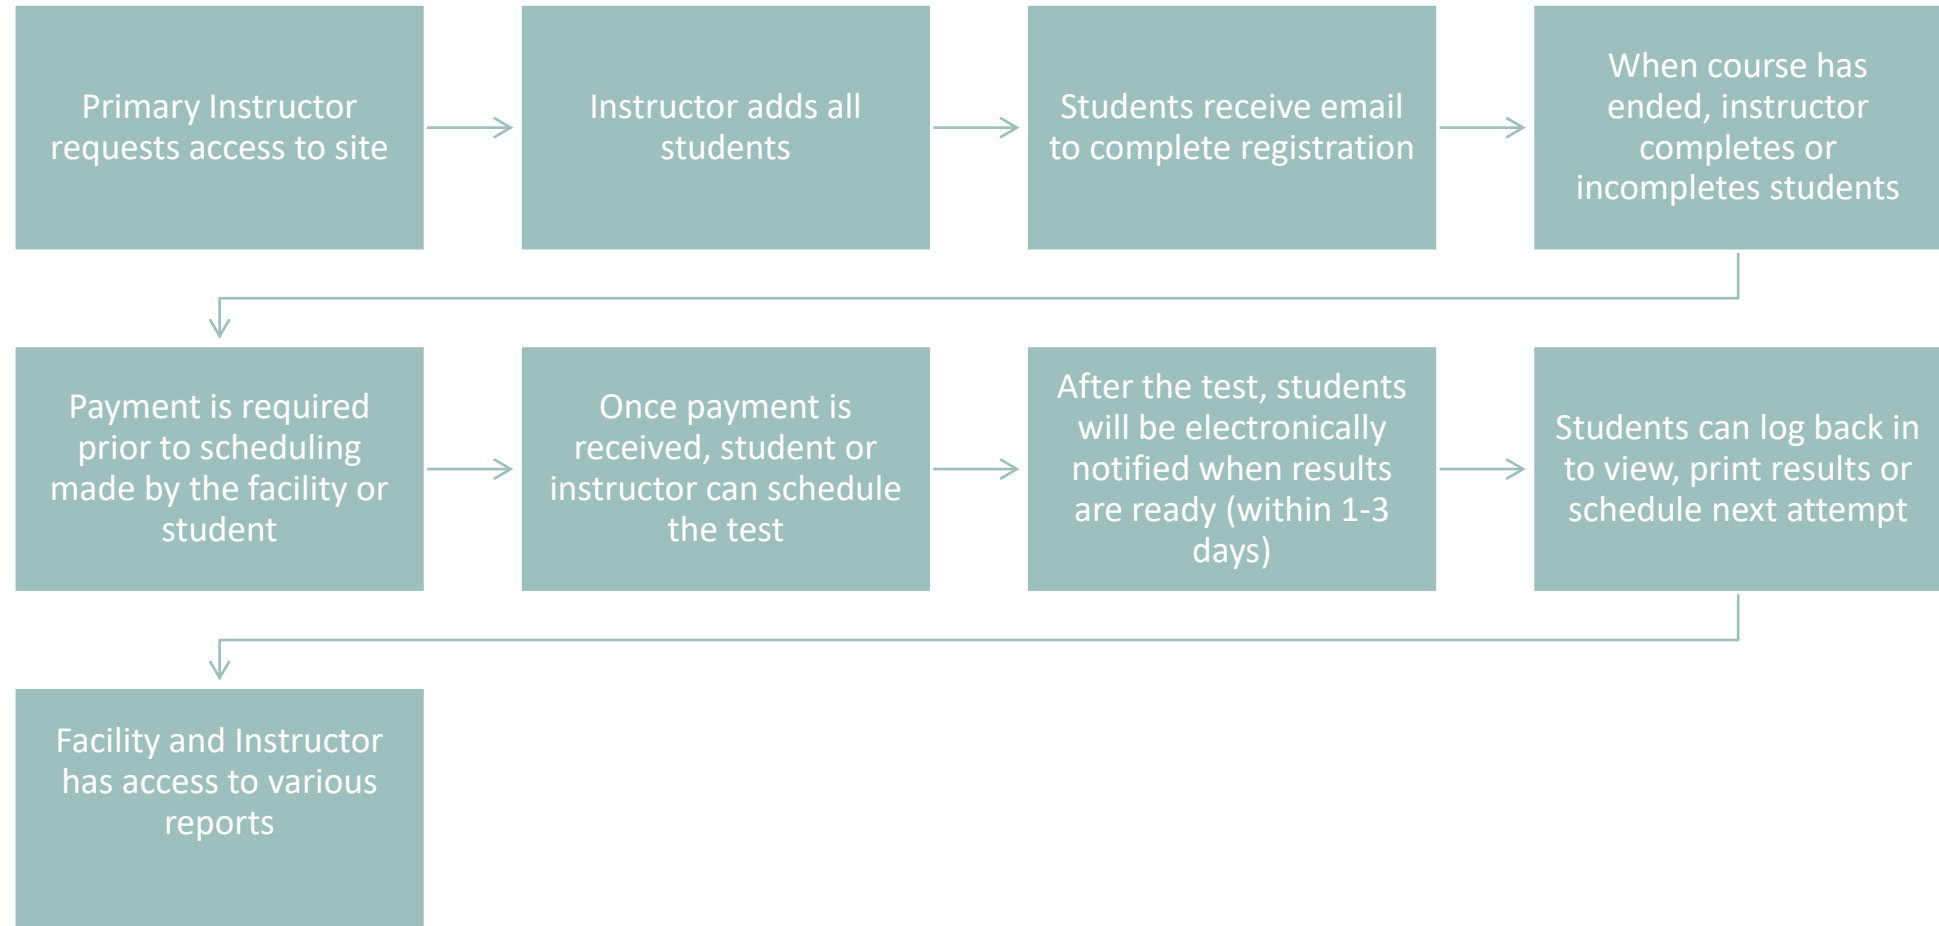 Primary Instructor
requests access to site
Instructor adds all
students
Students receive email
to complete registration
When course has
ended, instructor
completes or
incompletes students
Payment is required
prior to scheduling
made by the facility or
student
Once payment is
received, student or
instructor can schedule
the test
After the test, students
will be electronically
notified when results
are ready (within 1-3
days)
Students can log back in
to view, print results or
schedule next attempt
Facility and Instructor
has access to various
reports